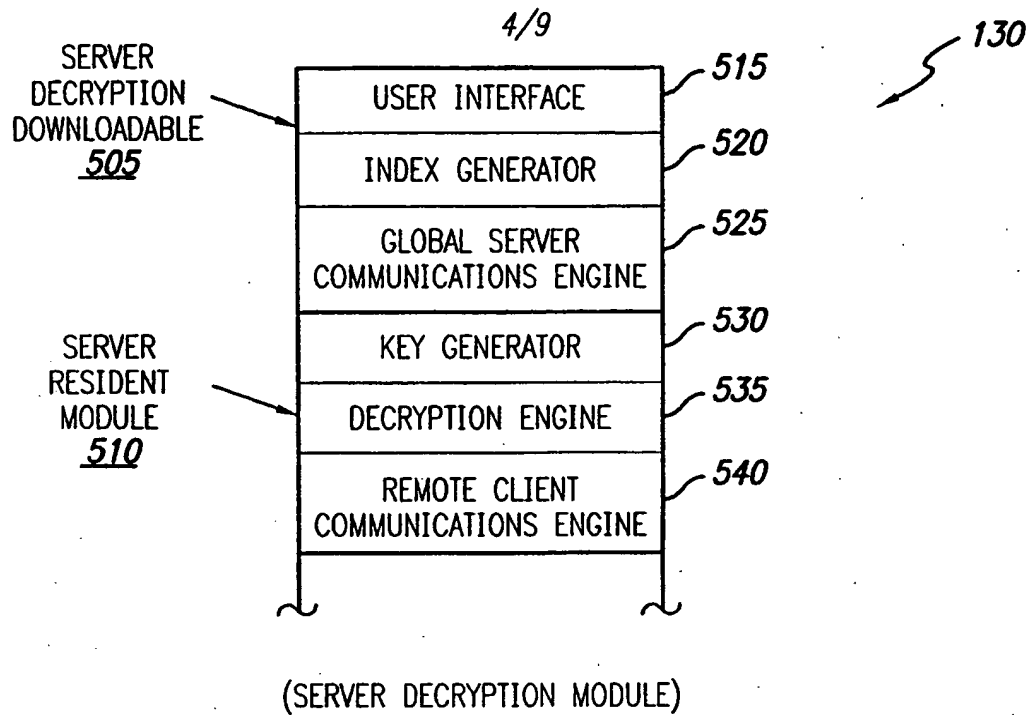 4/9
130
SERVER
DECRYPTION
DOWNLOADABLE
505
USER INTERFACE
515
INDEX GENERATOR
520
GLOBAL SERVER
COMMUNICATIONS ENGINE
525
SERVER
RESIDENT
MODULE
510
KEY GENERATOR
530
DECRYPTION ENGINE
535
REMOTE CLIENT
COMMUNICATIONS ENGINE
540
(SERVER DECRYPTION MODULE)